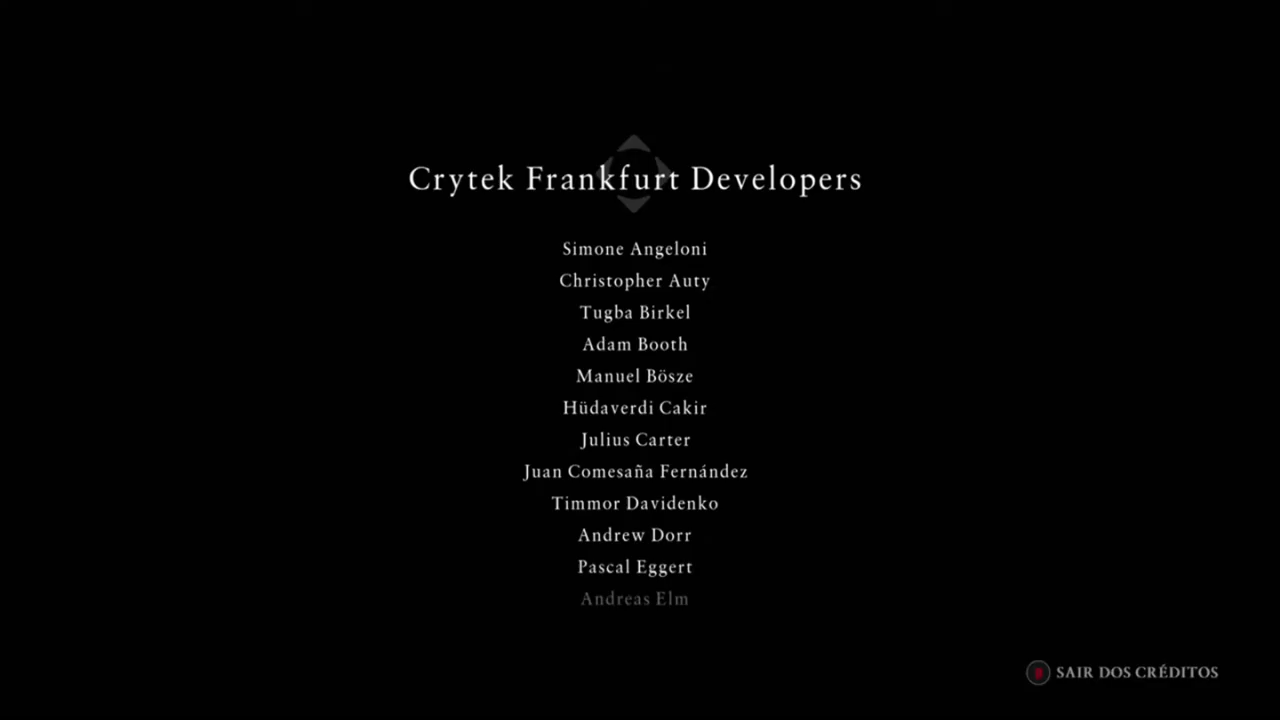 Crytek Frankfurt Developers
Simone Angeloni
Christopher Auty
Tugba Birkel
Adam Booth
Manuel Bösze
Hüdaverdi Cakir
Julius Carter
Juan Comesaña Fernández
Timmor Davidenko
Andrew Dorr
Pascal Eggert
Andreas Elm
SAIR DOS CRÉDITOS